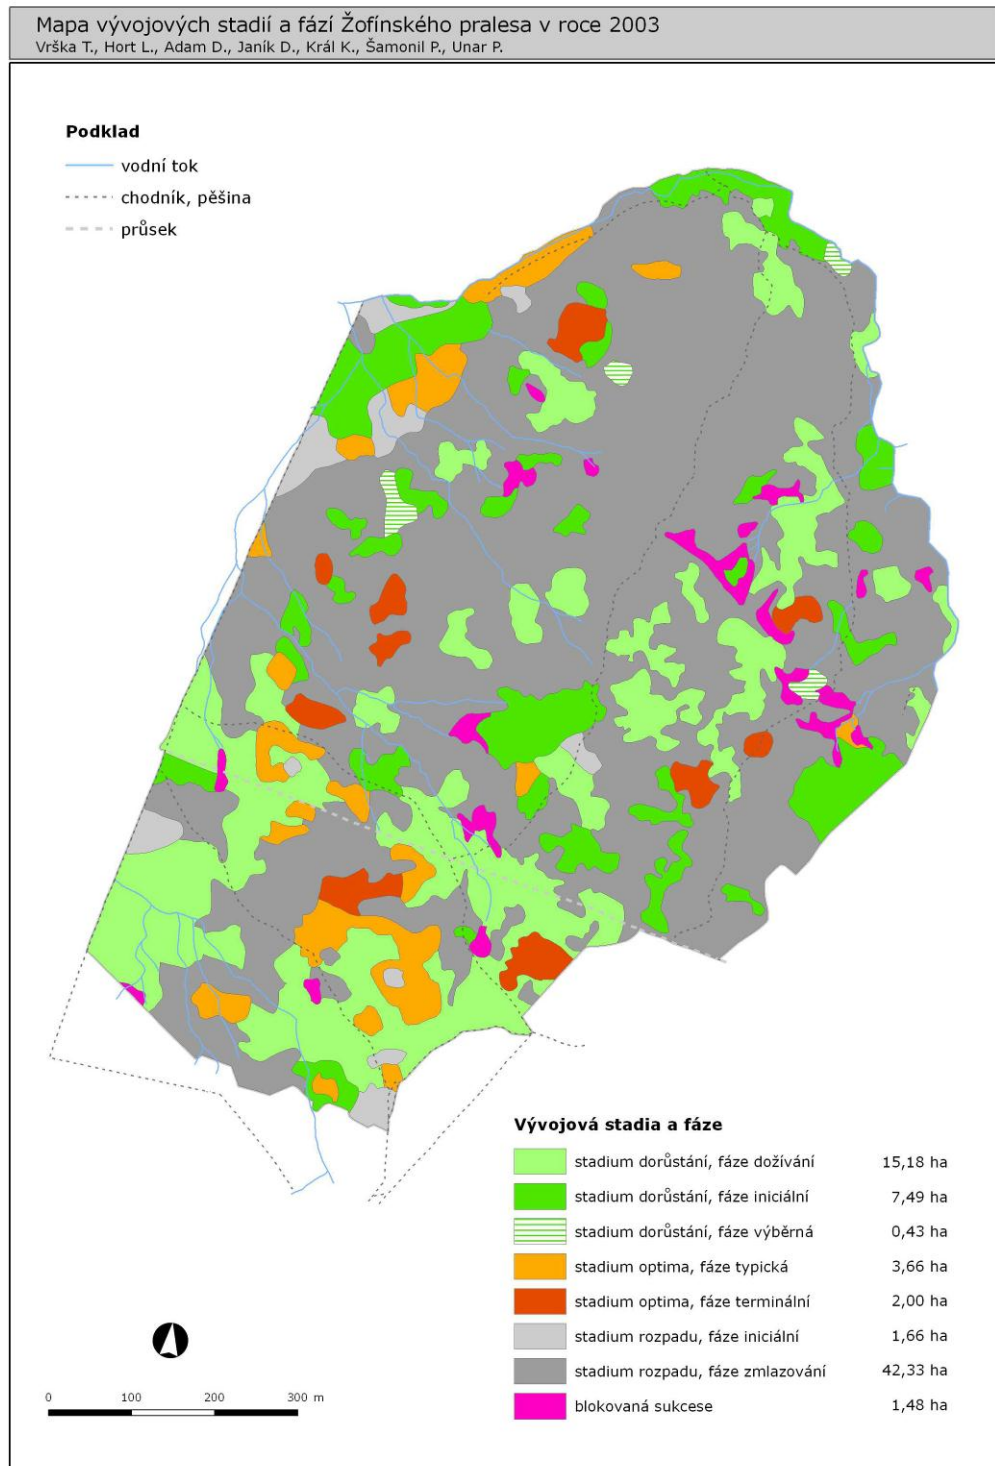 Mapa vývojových stadií a fází Žofínského pralesa v roce 2003
Vrška T., Hort L., Adam D., Janík D., Král K., Šamonil P., Unar P.
Podklad
vodní tok
chodník, pěšina
průsek
Vývojová stadia a fáze
stadium dorůstání, fáze dožívání 15,18 ha
stadium dorůstání, fáze iniciální 7,49 ha
stadium dorůstání, fáze výběrná 0,43 ha
stadium optima, fáze typická 3,66 ha
stadium optima, fáze terminální 2,00 ha
stadium rozpadu, fáze iniciální 1,66 ha
stadium rozpadu, fáze zmlazování 42,33 ha
blokovaná sukcese 1,48 ha
0 100 200 300 m